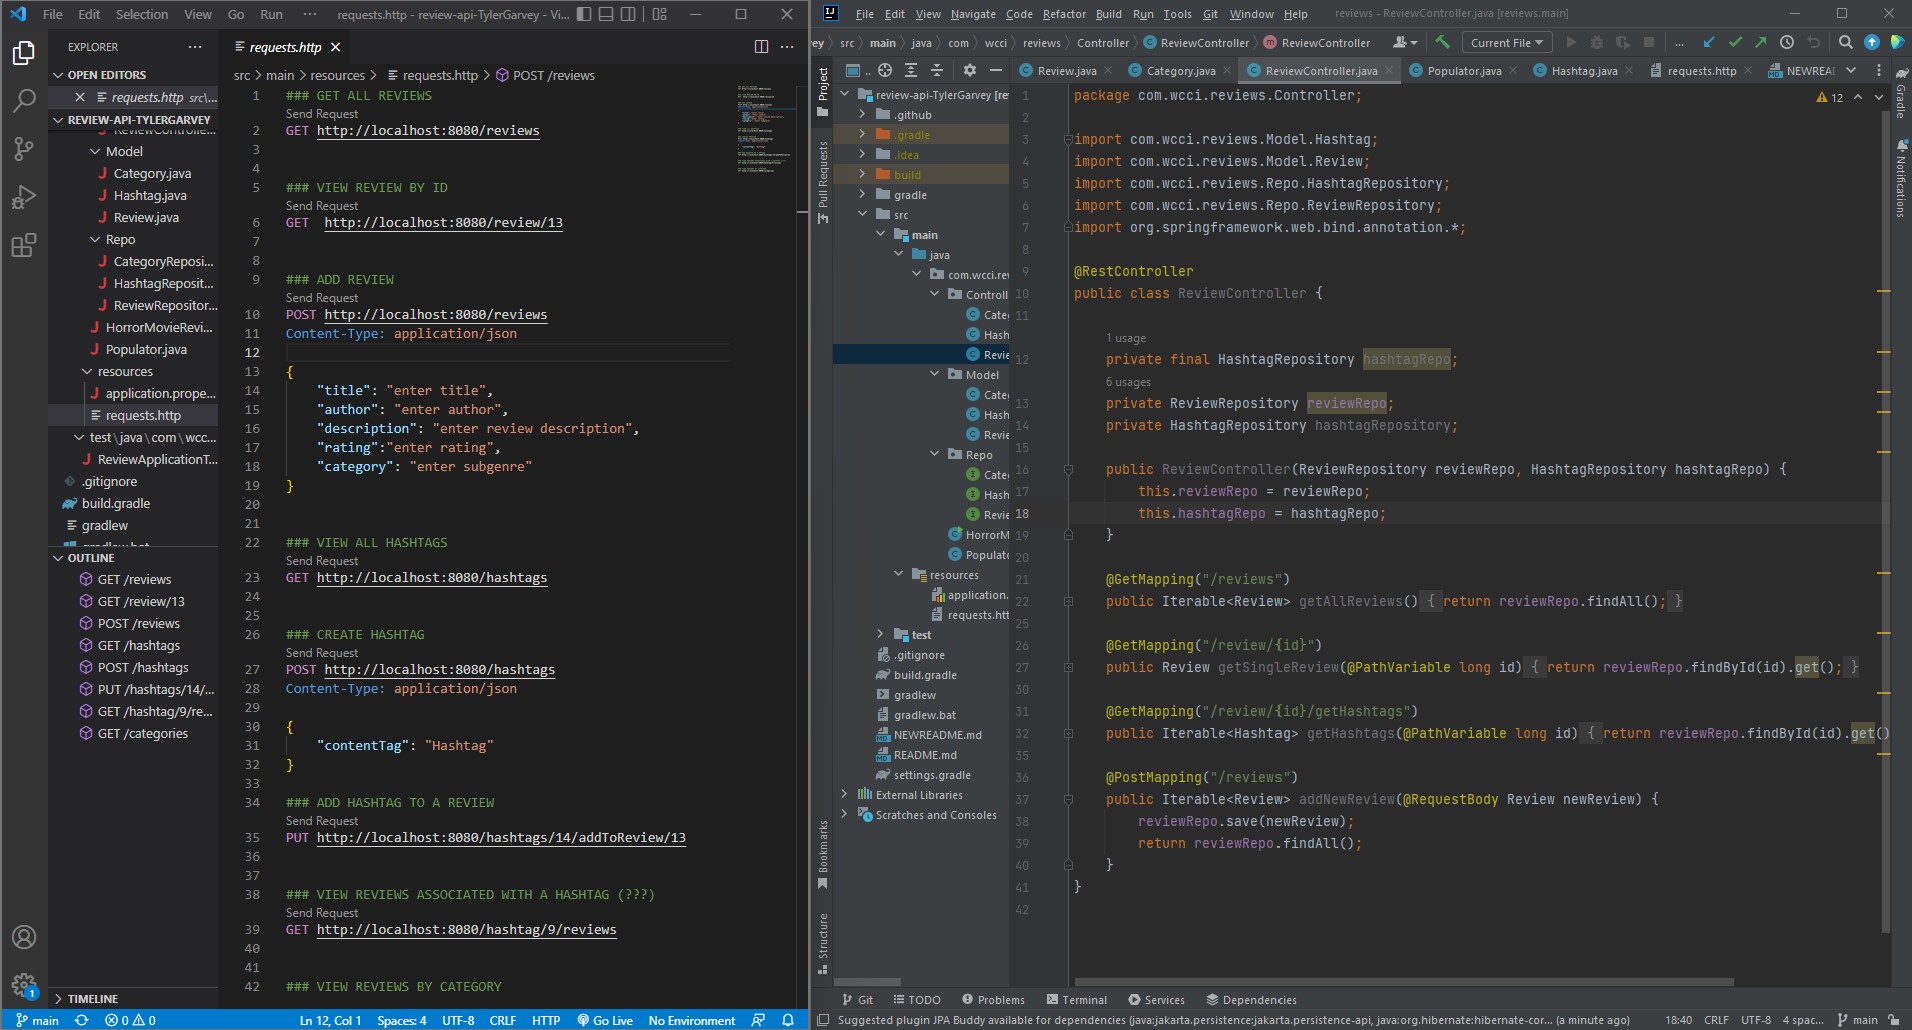 File Edit Selection View Go Run ··· requests.http - review-api-TylerGarvey - Vi...
EXPLORER ···
OPEN EDITORS
requests.http src\...
REVIEW-API-TYLERGARVEY
Model
Category.java
Hashtag.java
Review.java
Repo
CategoryReposi...
HashtagReposit...
ReviewRepositor...
HorrorMovieRevi...
Populator.java
resources
application.prope...
requests.http
test\java\com\wcc...
ReviewApplicationT...
.gitignore
build.gradle
gradlew
OUTLINE
GET /reviews
GET /review/13
POST /reviews
GET /hashtags
POST /hashtags
PUT /hashtags/14/...
GET /hashtag/9/re...
GET /categories
TIMELINE
requests.http
src > main > resources > requests.http > POST /reviews
1 ### GET ALL REVIEWS
Send Request
2 GET http://localhost:8080/reviews
3
4
5 ### VIEW REVIEW BY ID
Send Request
6 GET http://localhost:8080/review/13
7
8
9 ### ADD REVIEW
Send Request
10 POST http://localhost:8080/reviews
11 Content-Type: application/json
12
13 {
14 "title": "enter title",
15 "author": "enter author",
16 "description": "enter review description",
17 "rating":"enter rating",
18 "category": "enter subgenre"
19 }
20
21
22 ### VIEW ALL HASHTAGS
Send Request
23 GET http://localhost:8080/hashtags
24
25
26 ### CREATE HASHTAG
Send Request
27 POST http://localhost:8080/hashtags
28 Content-Type: application/json
29
30 {
31 "contentTag": "Hashtag"
32 }
33
34 ### ADD HASHTAG TO A REVIEW
Send Request
35 PUT http://localhost:8080/hashtags/14/addToReview/13
36
37
38 ### VIEW REVIEWS ASSOCIATED WITH A HASHTAG (???)
Send Request
39 GET http://localhost:8080/hashtag/9/reviews
40
41
42 ### VIEW REVIEWS BY CATEGORY
1
main 0 0 Ln 12, Col 1 Spaces: 4 UTF-8 CRLF HTTP Go Live No Environment
File Edit View Navigate Code Refactor Build Run Tools Git Window Help reviews - ReviewController.java [reviews.main]
ey > src > main > java > com > wcci > reviews > Controller > ReviewController > ReviewController Current File
Review.java Category.java ReviewController.java Populator.java Hashtag.java requests.http NEWREA
Project
Pull Requests
Bookmarks
Structure
review-api-TylerGarvey [re
.github
.gradle
.idea
build
gradle
src
main
java
com.wcci.rev
Controll
Cate
Hash
Revie
Model
Cate
Hash
Revie
Repo
Cate
Hash
Revie
HorrorM
Populato
resources
application.
requests.htt
test
.gitignore
build.gradle
gradlew
gradlew.bat
NEWREADME.md
README.md
settings.gradle
External Libraries
Scratches and Consoles
12
1 package com.wcci.reviews.Controller;
2
3 import com.wcci.reviews.Model.Hashtag;
4 import com.wcci.reviews.Model.Review;
5 import com.wcci.reviews.Repo.HashtagRepository;
6 import com.wcci.reviews.Repo.ReviewRepository;
7 import org.springframework.web.bind.annotation.*;
8
9 @RestController
10 public class ReviewController {
11
1 usage
12 private final HashtagRepository hashtagRepo;
6 usages
13 private ReviewRepository reviewRepo;
14 private HashtagRepository hashtagRepository;
15
16 public ReviewController(ReviewRepository reviewRepo, HashtagRepository hashtagRepo) {
17 this.reviewRepo = reviewRepo;
18 this.hashtagRepo = hashtagRepo;
19 }
20
21 @GetMapping("/reviews")
22 public Iterable<Review> getAllReviews() { return reviewRepo.findAll(); }
25
26 @GetMapping("/review/{id}")
27 public Review getSingleReview(@PathVariable long id) { return reviewRepo.findById(id).get(); }
30
31 @GetMapping("/review/{id}/getHashtags")
32 public Iterable<Hashtag> getHashtags(@PathVariable long id) { return reviewRepo.findById(id).get()
35
36 @PostMapping("/reviews")
37 public Iterable<Review> addNewReview(@RequestBody Review newReview) {
38 reviewRepo.save(newReview);
39 return reviewRepo.findAll();
40 }
41 }
42
Gradle
Notifications
Git TODO Problems Terminal Services Dependencies
Suggested plugin JPA Buddy available for dependencies (java:jakarta.persistence:jakarta.persistence-api, java:org.hibernate:hibernate-cor... (a minute ago) 18:40 CRLF UTF-8 4 spac... main